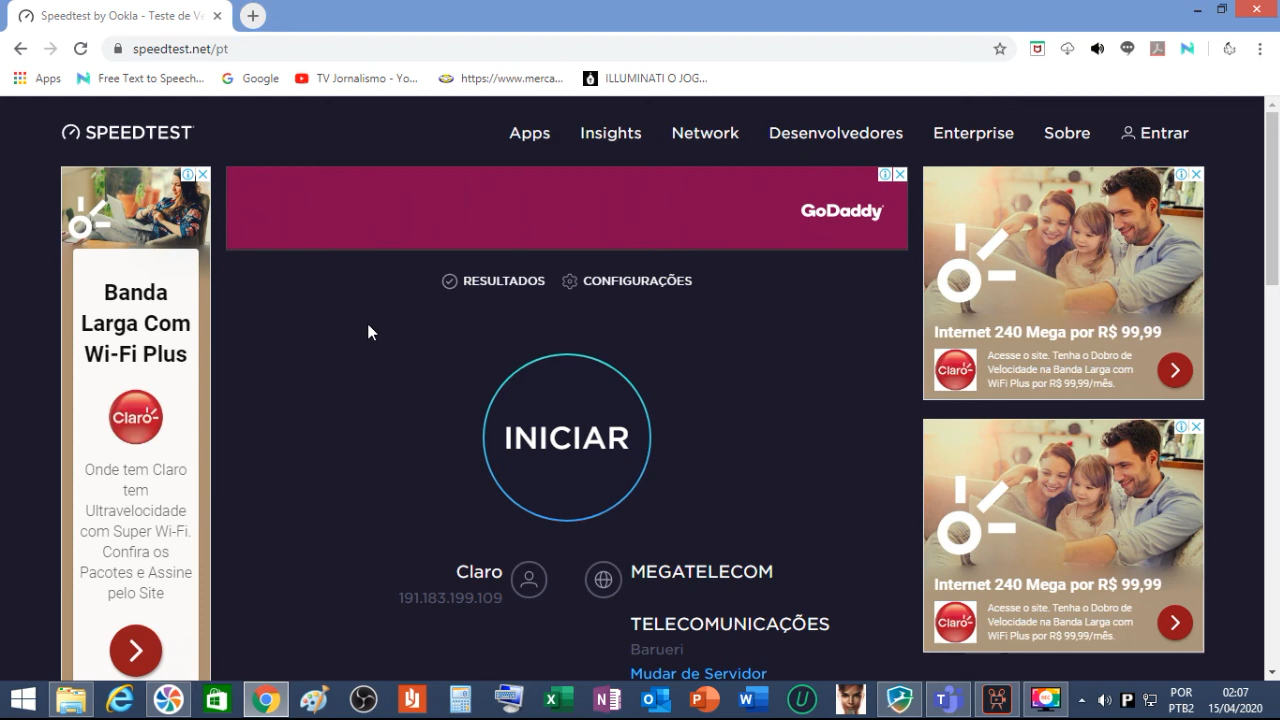 Speedtest by Ookla - Teste de Ve
speedtest.net/pt
Apps
Free Text to Speech...
Google
TV Jornalismo - Yo...
https://www.merca...
ILLUMINATI O JOG...
SPEEDTEST
Apps
Insights
Network
Desenvolvedores
Enterprise
Sobre
Entrar
Banda
Larga Com
Wi-Fi Plus
Claro
Onde tem Claro
tem
Ultravelocidade
com Super Wi-Fi.
Confira os
Pacotes e Assine
pelo Site
GoDaddy
RESULTADOS
CONFIGURAÇÕES
INICIAR
Claro
191.183.199.109
MEGATELECOM
TELECOMUNICAÇÕES
Barueri
Mudar de Servidor
Internet 240 Mega por R$ 99,99
Claro
Acesse o site. Tenha o Dobro de
Velocidade na Banda Larga com
WiFi Plus por R$ 99,99/mês.
Internet 240 Mega por R$ 99,99
Claro
Acesse o site. Tenha o Dobro de
Velocidade na Banda Larga com
WiFi Plus por R$ 99,99/mês.
POR
PTB2
02:07
15/04/2020